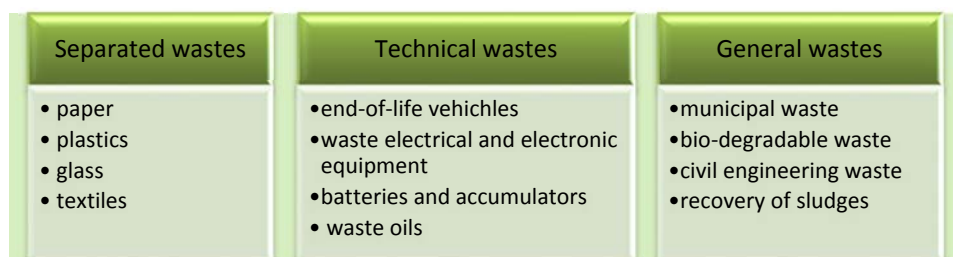 Separated wastes
• paper
• plastics
• glass
• textiles
Technical wastes
•end-of-life vehichles
•waste electrical and electronic
equipment
•batteries and accumulators
• waste oils
General wastes
•municipal waste
•bio-degradable waste
•civil engineering waste
•recovery of sludges